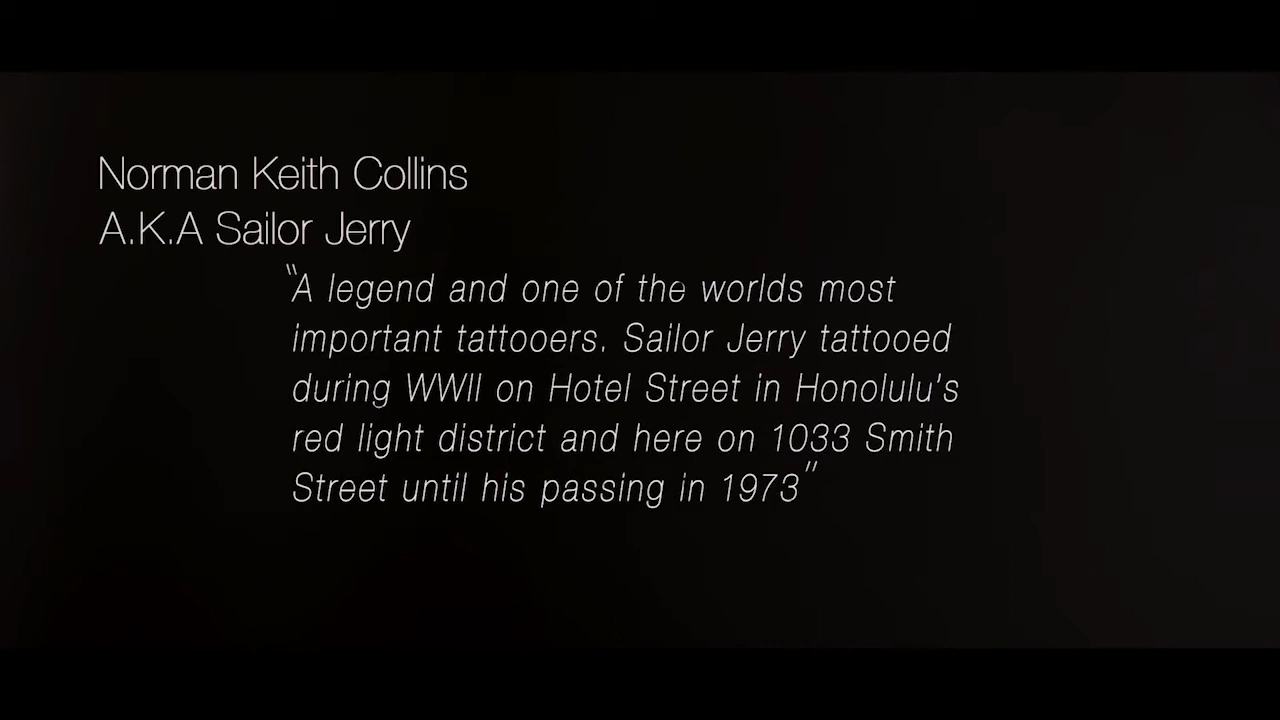 Norman Keith Collins
A.K.A Sailor Jerry
"A legend and one of the worlds most
important tattooers. Sailor Jerry tattooed
during WWII on Hotel Street in Honolulu's
red light district and here on 1033 Smith
Street until his passing in 1973"